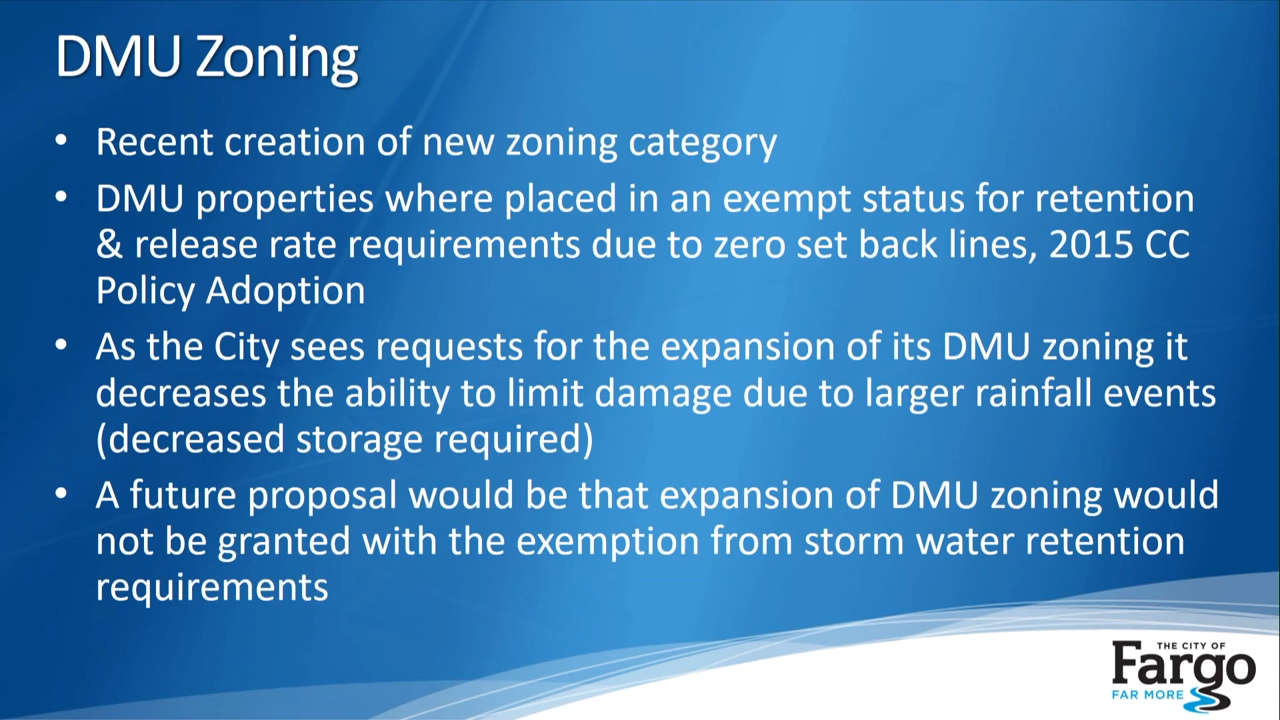 DMU Zoning
• Recent creation of new zoning category
• DMU properties where placed in an exempt status for retention
& release rate requirements due to zero set back lines, 2015 CC
Policy Adoption
• As the City sees requests for the expansion of its DMU zoning it
decreases the ability to limit damage due to larger rainfall events
(decreased storage required)
• A future proposal would be that expansion of DMU zoning would
not be granted with the exemption from storm water retention
requirements
THE CITY OF
Fargo
FAR MORE